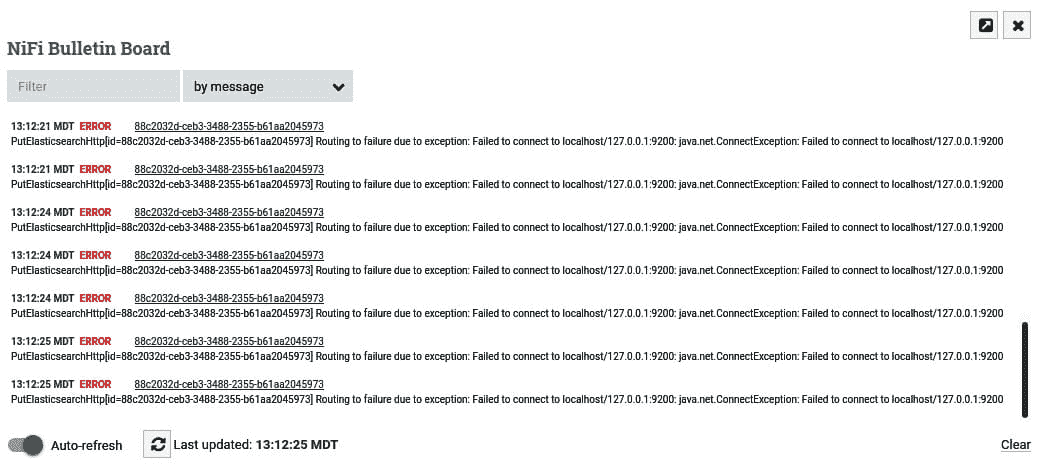 NiFi Bulletin Board
Filter
by message
13:12:21 MDT ERROR 88c2032d-ceb3-3488-2355-b61aa2045973
PutElasticsearchHttp[id=88c2032d-ceb3-3488-2355-b61aa2045973] Routing to failure due to exception: Failed to connect to localhost/127.0.0.1:9200: java.net.ConnectException: Failed to connect to localhost/127.0.0.1:9200
13:12:21 MDT ERROR 88c2032d-ceb3-3488-2355-b61aa2045973
PutElasticsearchHttp[id=88c2032d-ceb3-3488-2355-b61aa2045973] Routing to failure due to exception: Failed to connect to localhost/127.0.0.1:9200: java.net.ConnectException: Failed to connect to localhost/127.0.0.1:9200
13:12:24 MDT ERROR 88c2032d-ceb3-3488-2355-b61aa2045973
PutElasticsearchHttp[id=88c2032d-ceb3-3488-2355-b61aa2045973] Routing to failure due to exception: Failed to connect to localhost/127.0.0.1:9200: java.net.ConnectException: Failed to connect to localhost/127.0.0.1:9200
13:12:24 MDT ERROR 88c2032d-ceb3-3488-2355-b61aa2045973
PutElasticsearchHttp[id=88c2032d-ceb3-3488-2355-b61aa2045973] Routing to failure due to exception: Failed to connect to localhost/127.0.0.1:9200: java.net.ConnectException: Failed to connect to localhost/127.0.0.1:9200
13:12:24 MDT ERROR 88c2032d-ceb3-3488-2355-b61aa2045973
PutElasticsearchHttp[id=88c2032d-ceb3-3488-2355-b61aa2045973] Routing to failure due to exception: Failed to connect to localhost/127.0.0.1:9200: java.net.ConnectException: Failed to connect to localhost/127.0.0.1:9200
13:12:25 MDT ERROR 88c2032d-ceb3-3488-2355-b61aa2045973
PutElasticsearchHttp[id=88c2032d-ceb3-3488-2355-b61aa2045973] Routing to failure due to exception: Failed to connect to localhost/127.0.0.1:9200: java.net.ConnectException: Failed to connect to localhost/127.0.0.1:9200
13:12:25 MDT ERROR 88c2032d-ceb3-3488-2355-b61aa2045973
PutElasticsearchHttp[id=88c2032d-ceb3-3488-2355-b61aa2045973] Routing to failure due to exception: Failed to connect to localhost/127.0.0.1:9200: java.net.ConnectException: Failed to connect to localhost/127.0.0.1:9200
Auto-refresh Last updated: 13:12:25 MDT Clear